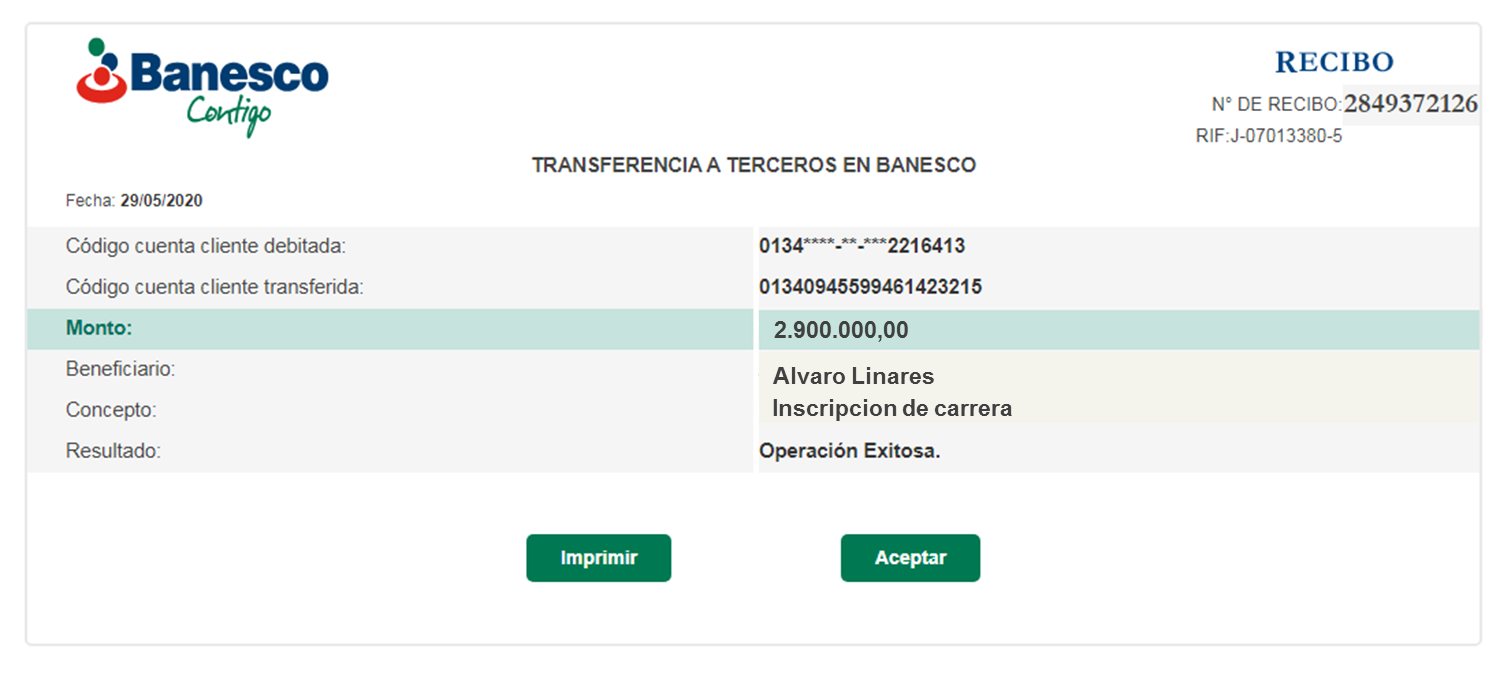 Banesco
Contigo
RECIBO
N° DE RECIBO:2849372126
RIF:J-07013380-5
TRANSFERENCIA A TERCEROS EN BANESCO
Fecha: 29/05/2020
Código cuenta cliente debitada: 0134****-**-***2216413
Código cuenta cliente transferida: 01340945599461423215
Monto: 2.900.000,00
Beneficiario: Alvaro Linares
Concepto: Inscripcion de carrera
Resultado: Operación Exitosa.
Imprimir Aceptar